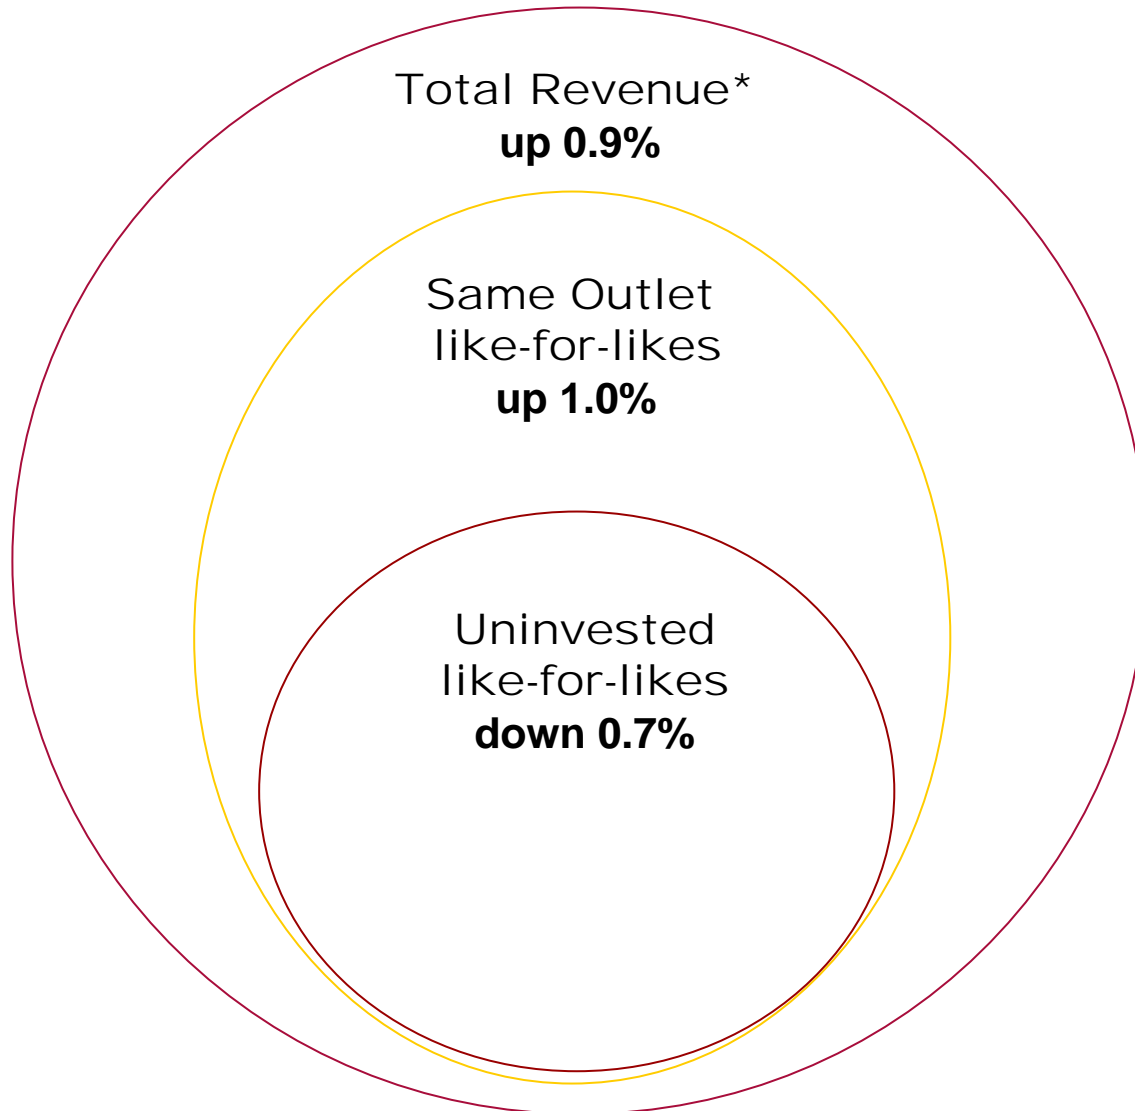 Total Revenue*
up 0.9%
Same Outlet
like-for-likes
up 1.0%
Uninvested
like-for-likes
down 0.7%